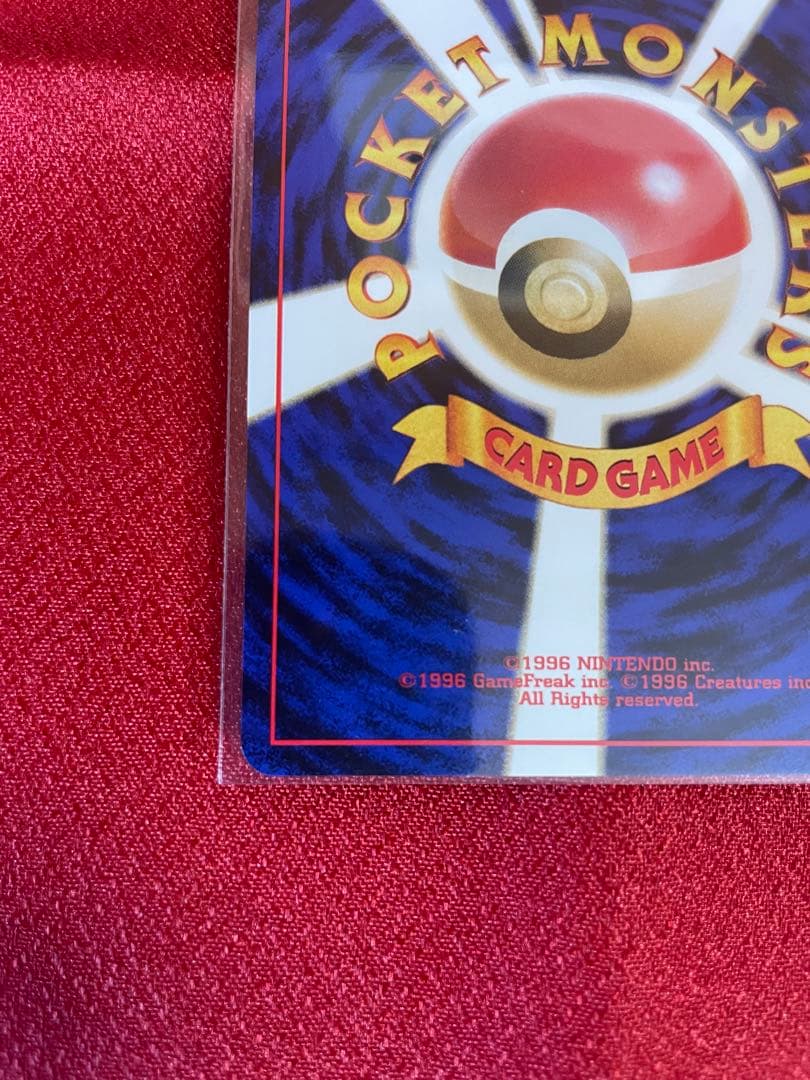 POCKET MONSTERS
CARD GAME
©1996 NINTENDO inc.
©1996 GameFreak inc. ©1996 Creatures inc
All Rights reserved.